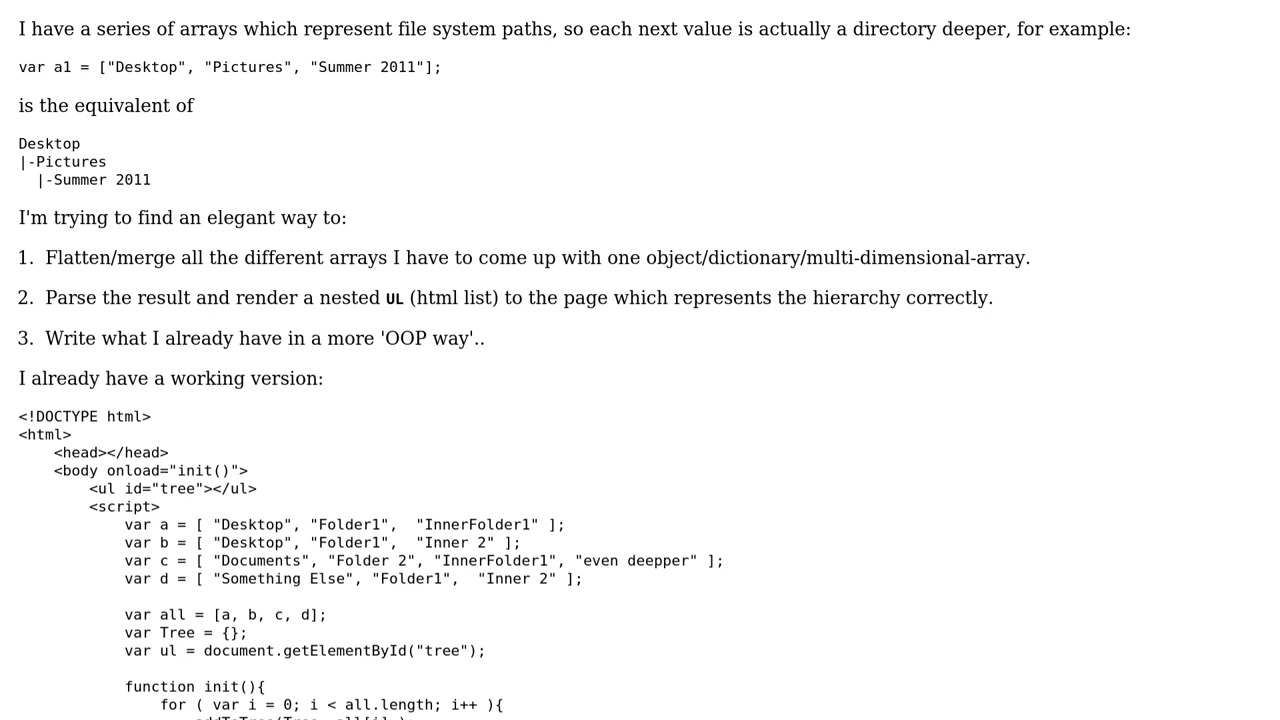 I have a series of arrays which represent file system paths, so each next value is actually a directory deeper, for example:
var a1 = ["Desktop", "Pictures", "Summer 2011"];
is the equivalent of
Desktop
|-Pictures
  |-Summer 2011
I'm trying to find an elegant way to:
1. Flatten/merge all the different arrays I have to come up with one object/dictionary/multi-dimensional-array.
2. Parse the result and render a nested UL (html list) to the page which represents the hierarchy correctly.
3. Write what I already have in a more 'OOP way'..
I already have a working version:
<!DOCTYPE html>
<html>
    <head></head>
    <body onload="init()">
        <ul id="tree"></ul>
        <script>
            var a = [ "Desktop", "Folder1",  "InnerFolder1" ];
            var b = [ "Desktop", "Folder1",  "Inner 2" ];
            var c = [ "Documents", "Folder 2", "InnerFolder1", "even deepper" ];
            var d = [ "Something Else", "Folder1",  "Inner 2" ];
            var all = [a, b, c, d];
            var Tree = {};
            var ul = document.getElementById("tree");
            function init(){
                for ( var i = 0; i < all.length; i++ ){